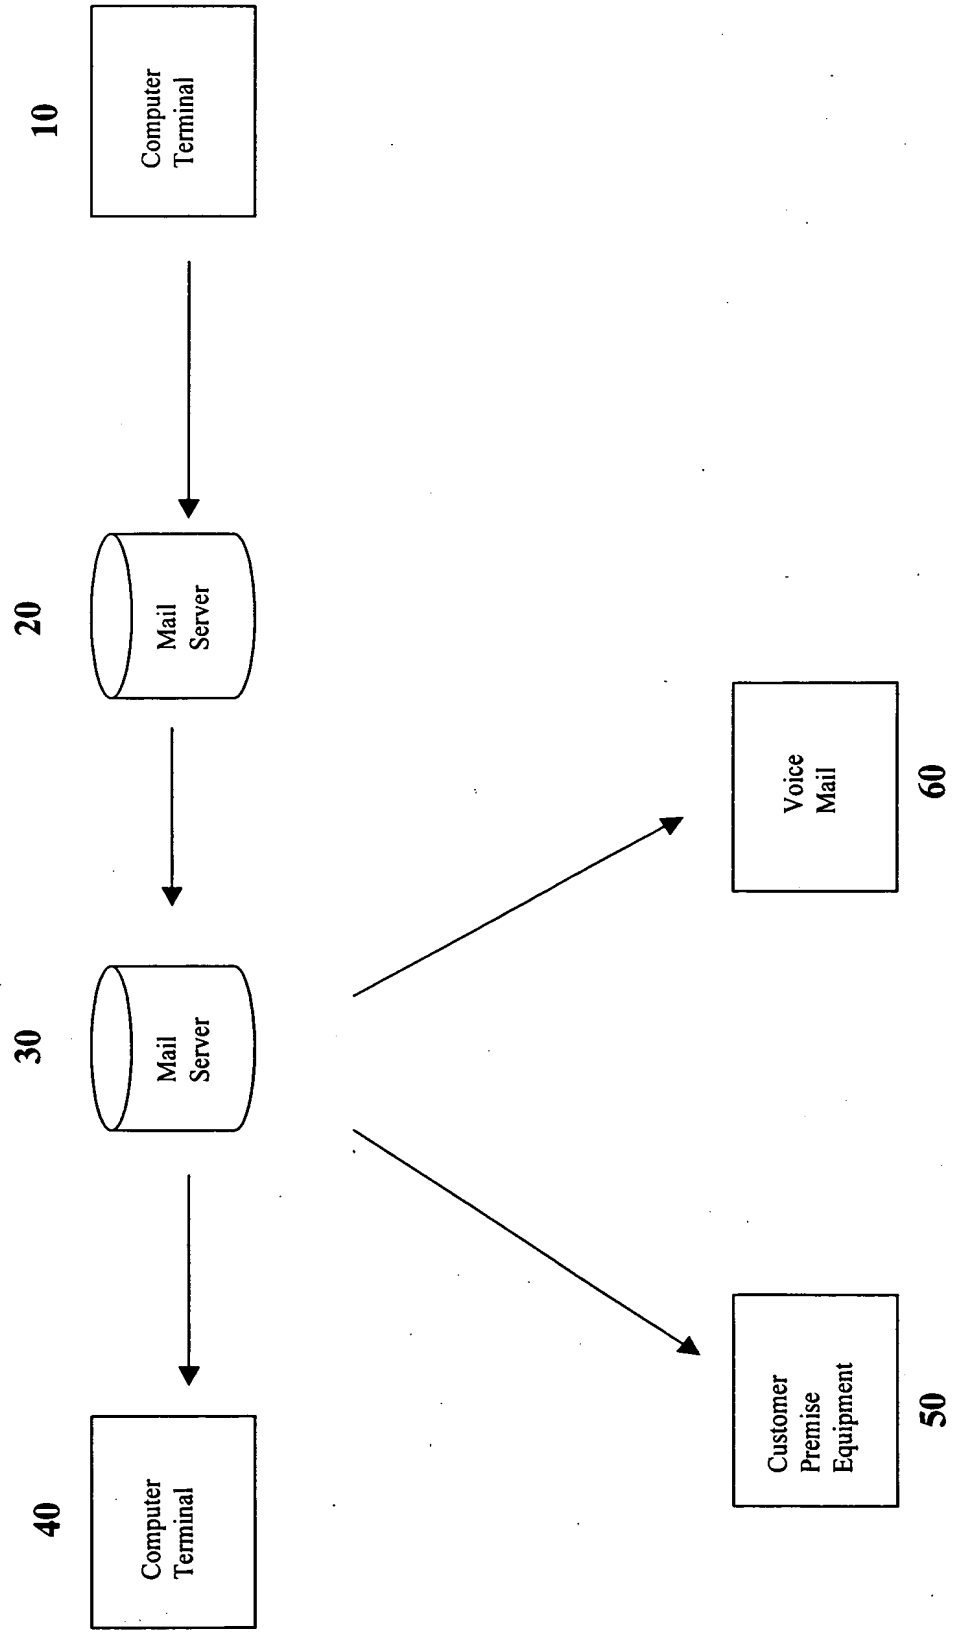 40
Computer
Terminal
30
Mail
Server
20
Mail
Server
10
Computer
Terminal
Customer
Premise
Equipment
50
Voice
Mail
60